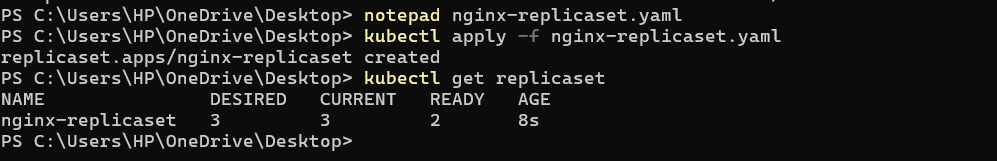 PS C:\Users\HP\OneDrive\Desktop> notepad nginx-replicaset.yaml
PS C:\Users\HP\OneDrive\Desktop> kubectl apply -f nginx-replicaset.yaml
replicaset.apps/nginx-replicaset created
PS C:\Users\HP\OneDrive\Desktop> kubectl get replicaset
NAME               DESIRED   CURRENT   READY   AGE
nginx-replicaset   3         3         2       8s
PS C:\Users\HP\OneDrive\Desktop>